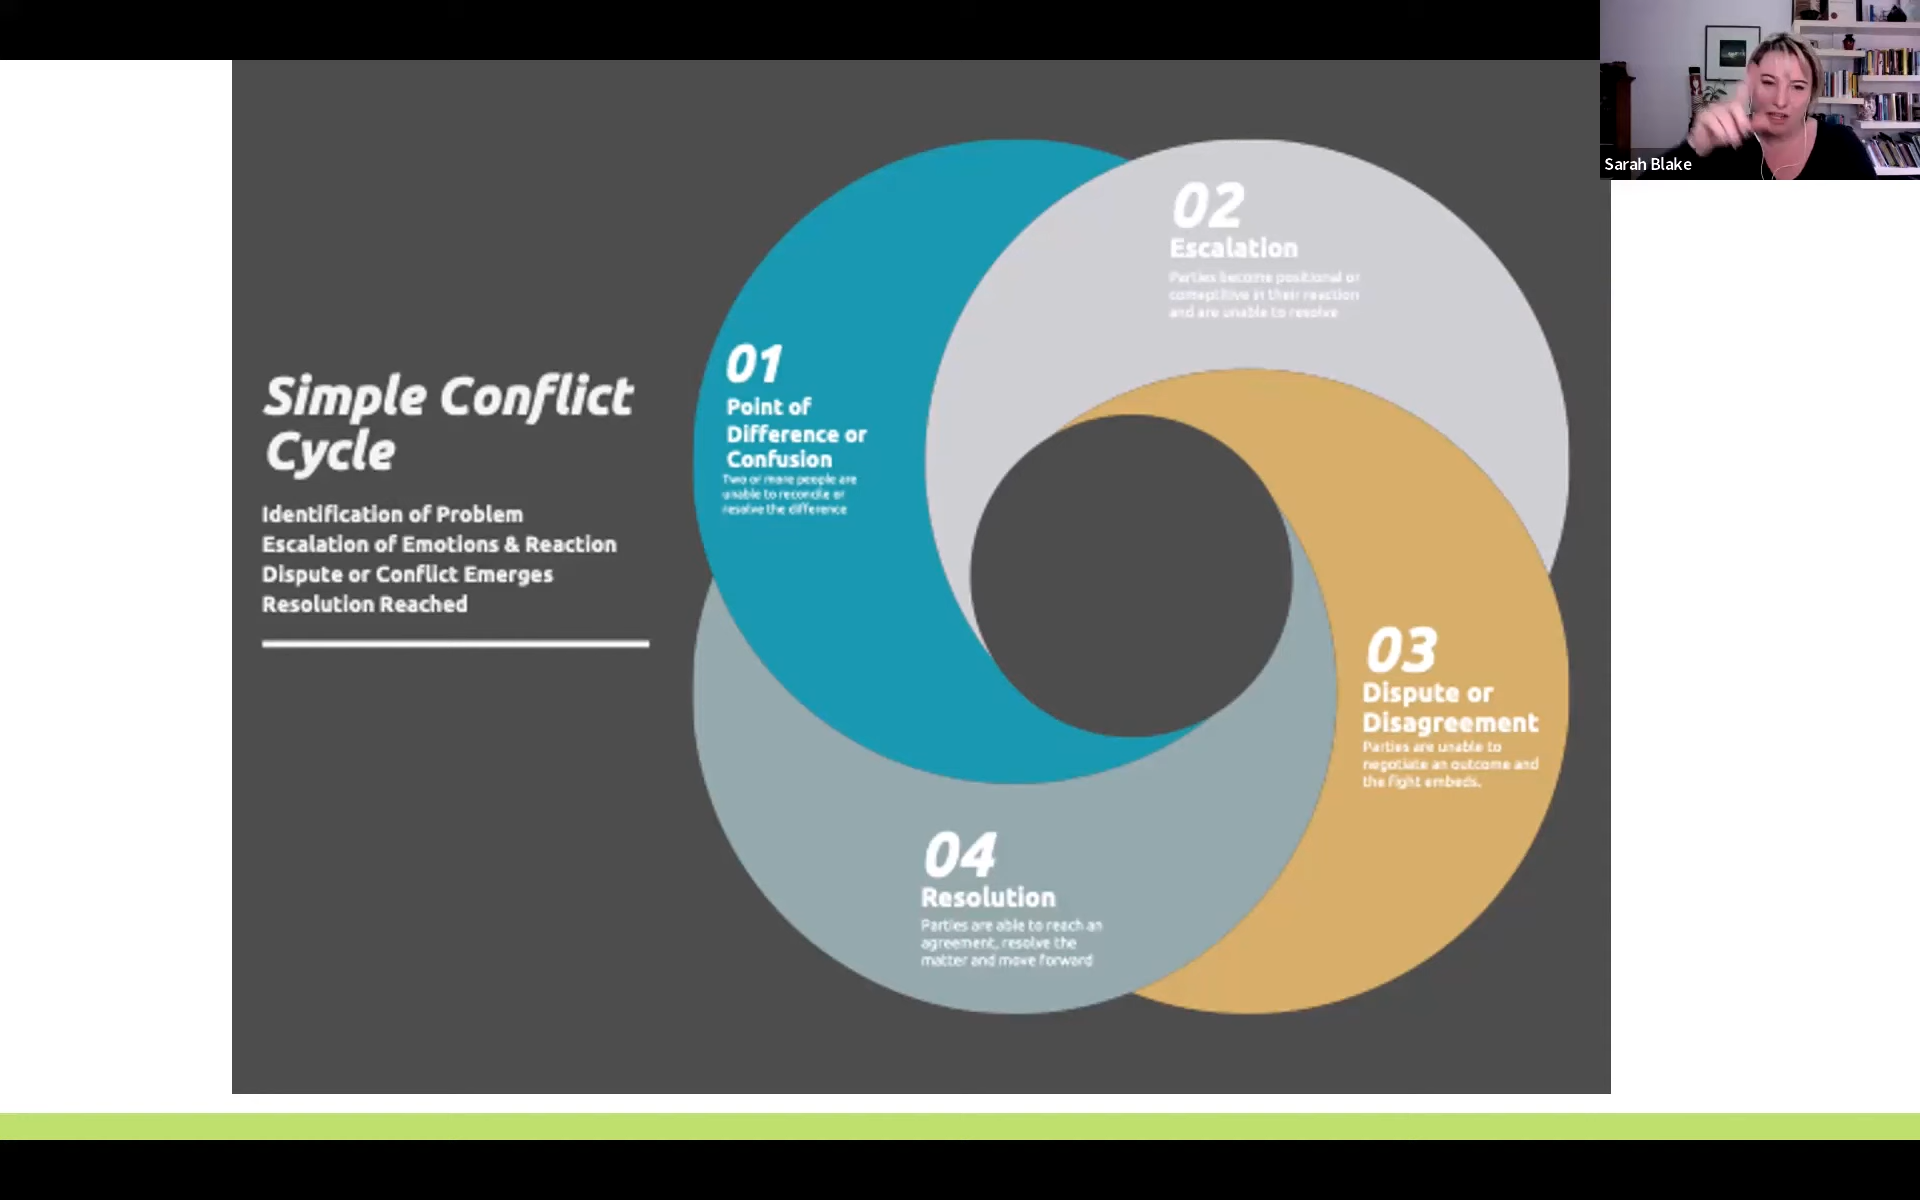 Sarah Blake
Simple Conflict
Cycle
Identification of Problem
Escalation of Emotions & Reaction
Dispute or Conflict Emerges
Resolution Reached
01
Point of
Difference or
Confusion
Two or more people are
unable to reconcile or
resolve the difference
02
Escalation
Parties become positional or
comeptitive in their reaction
and are unable to resolve
03
Dispute or
Disagreement
Parties are unable to
negotiate an outcome and
the fight embeds.
04
Resolution
Parties are able to reach an
agreement, resolve the
matter and move forward